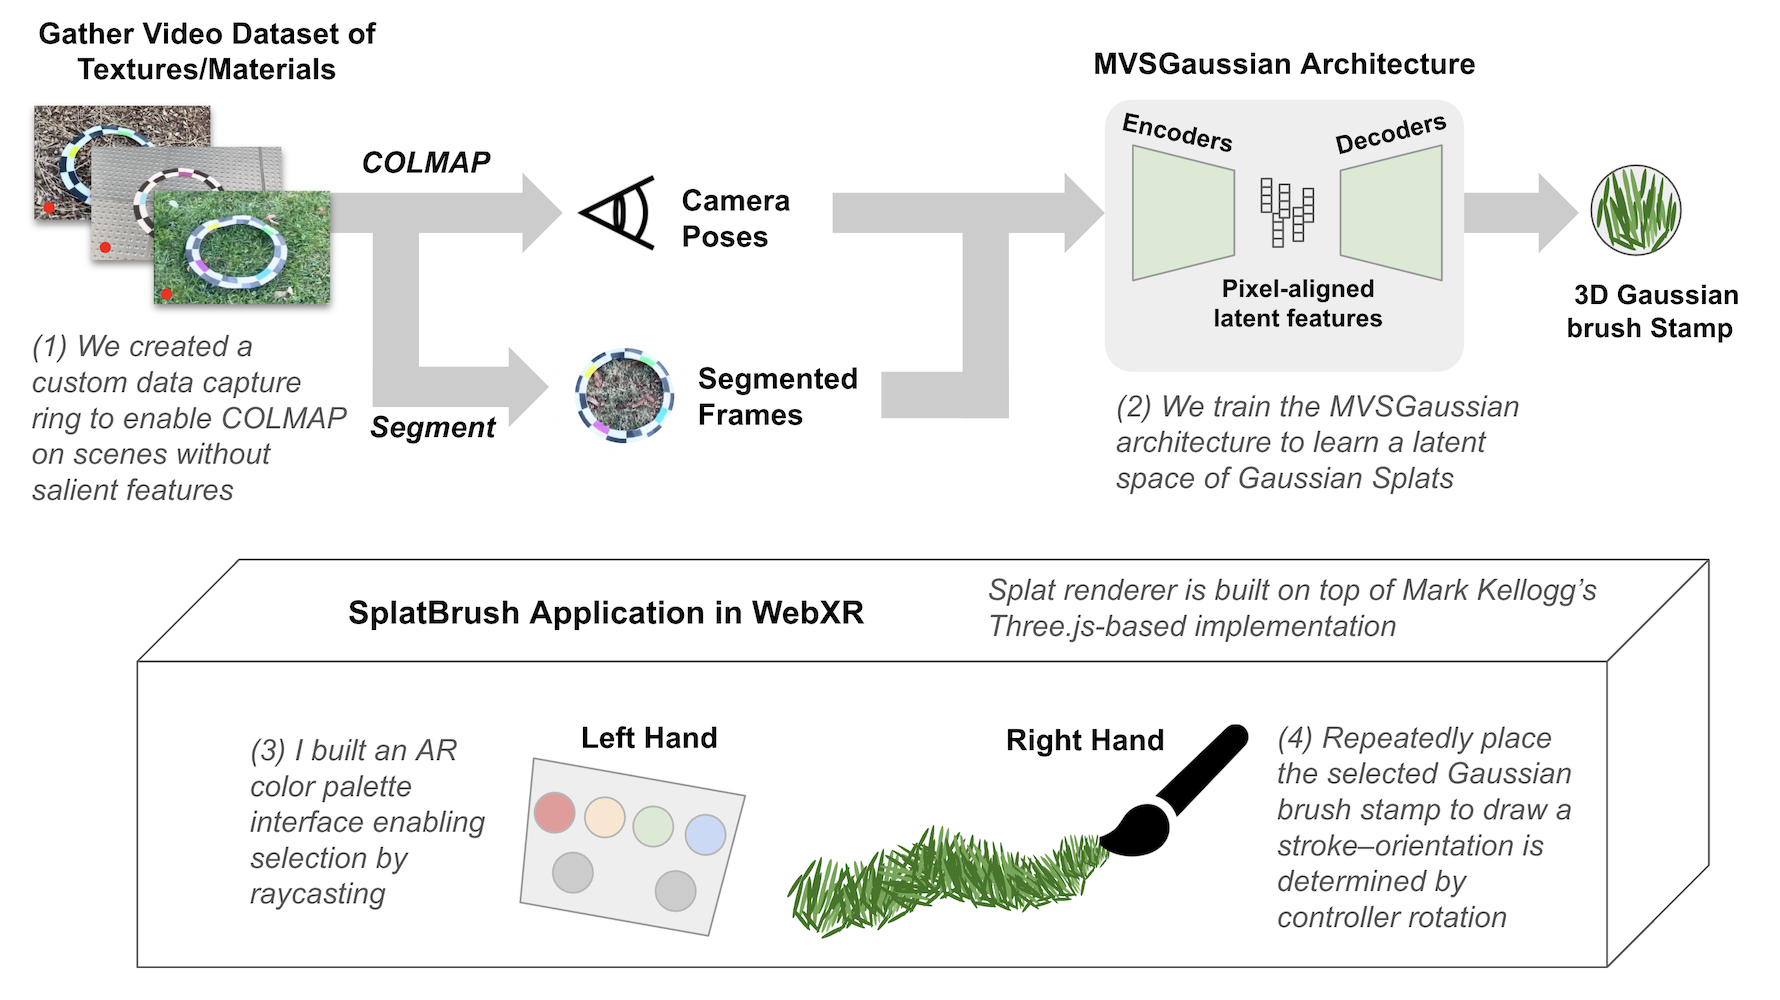 Gather Video Dataset of
Textures/Materials
COLMAP
Camera
Poses
Segment
Segmented
Frames
(1) We created a
custom data capture
ring to enable COLMAP
on scenes without
salient features
MVSGaussian Architecture
Encoders
Decoders
Pixel-aligned
latent features
3D Gaussian
brush Stamp
(2) We train the MVSGaussian
architecture to learn a latent
space of Gaussian Splats
SplatBrush Application in WebXR
Splat renderer is built on top of Mark Kellogg’s
Three.js-based implementation
(3) I built an AR
color palette
interface enabling
selection by
raycasting
Left Hand
Right Hand
(4) Repeatedly place
the selected Gaussian
brush stamp to draw a
stroke–orientation is
determined by
controller rotation